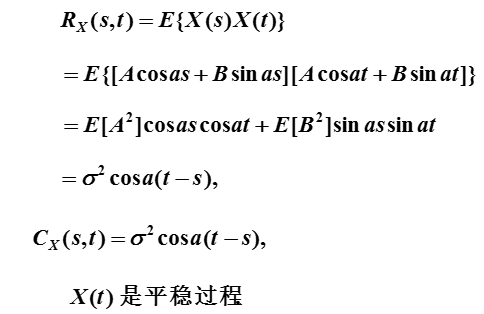 R_X(s,t) = E{X(s)X(t)}
= E{[A cos as + B sin as][A cos at + B sin at]}
= E[A²]cos as cos at + E[B²]sin as sin at
= σ² cos a(t − s),
C_X(s,t) = σ² cos a(t − s),
X(t) 是平稳过程